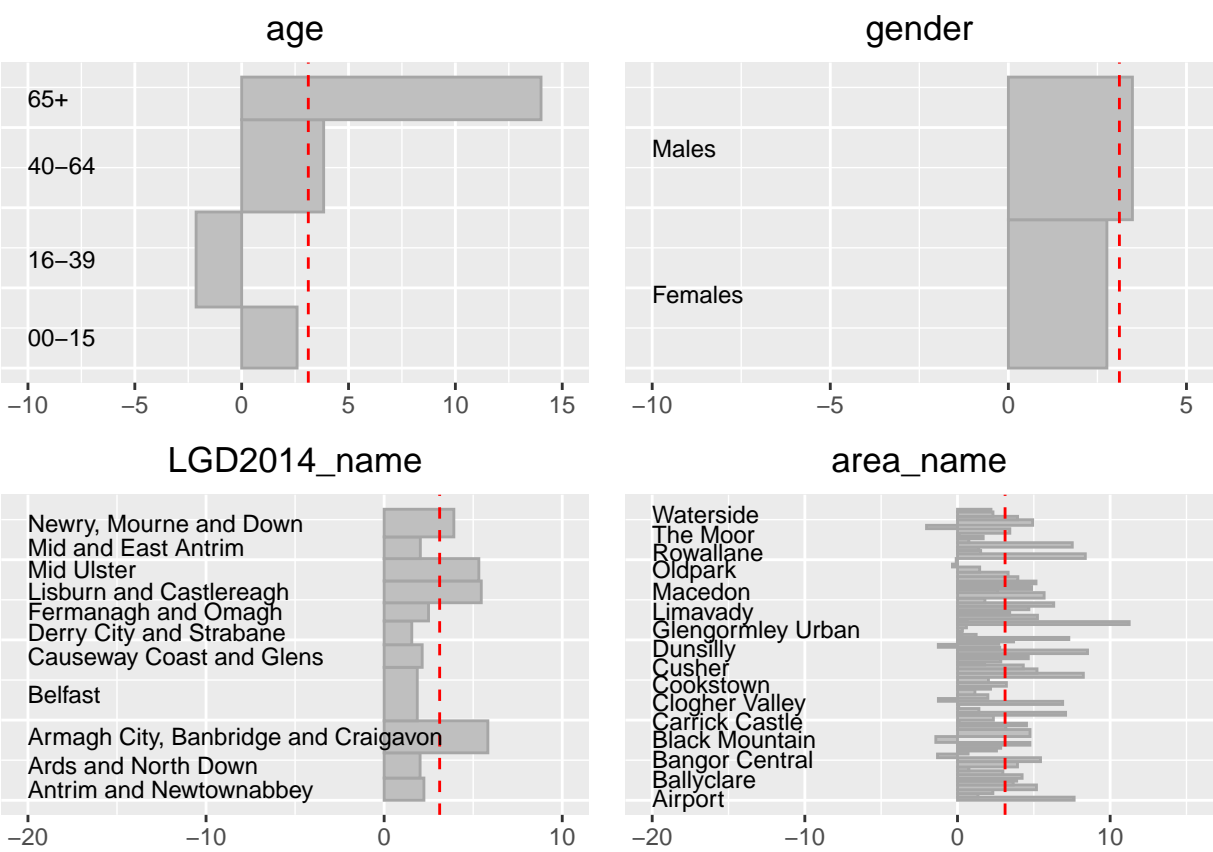 age
65+
40−64
16−39
00−15
−10 −5 0 5 10 15
gender
Males
Females
−10 −5 0 5
LGD2014_name
Newry, Mourne and Down
Mid and East Antrim
Mid Ulster
Lisburn and Castlereagh
Fermanagh and Omagh
Derry City and Strabane
Causeway Coast and Glens
Belfast
Armagh City, Banbridge and Craigavon
Ards and North Down
Antrim and Newtownabbey
−20 −10 0 10
area_name
Waterside
The Moor
Rowallane
Oldpark
Macedon
Limavady
Glengormley Urban
Dunsilly
Cusher
Cookstown
Clogher Valley
Carrick Castle
Black Mountain
Bangor Central
Ballyclare
Airport
−20 −10 0 10